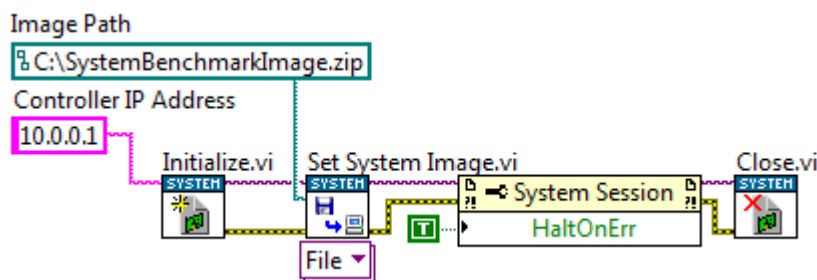 Image Path
C:\SystemBenchmarkImage.zip
Controller IP Address
10.0.0.1
Initialize.vi
Set System Image.vi
Close.vi
SYSTEM
SYSTEM
System Session
SYSTEM
T
HaltOnErr
File